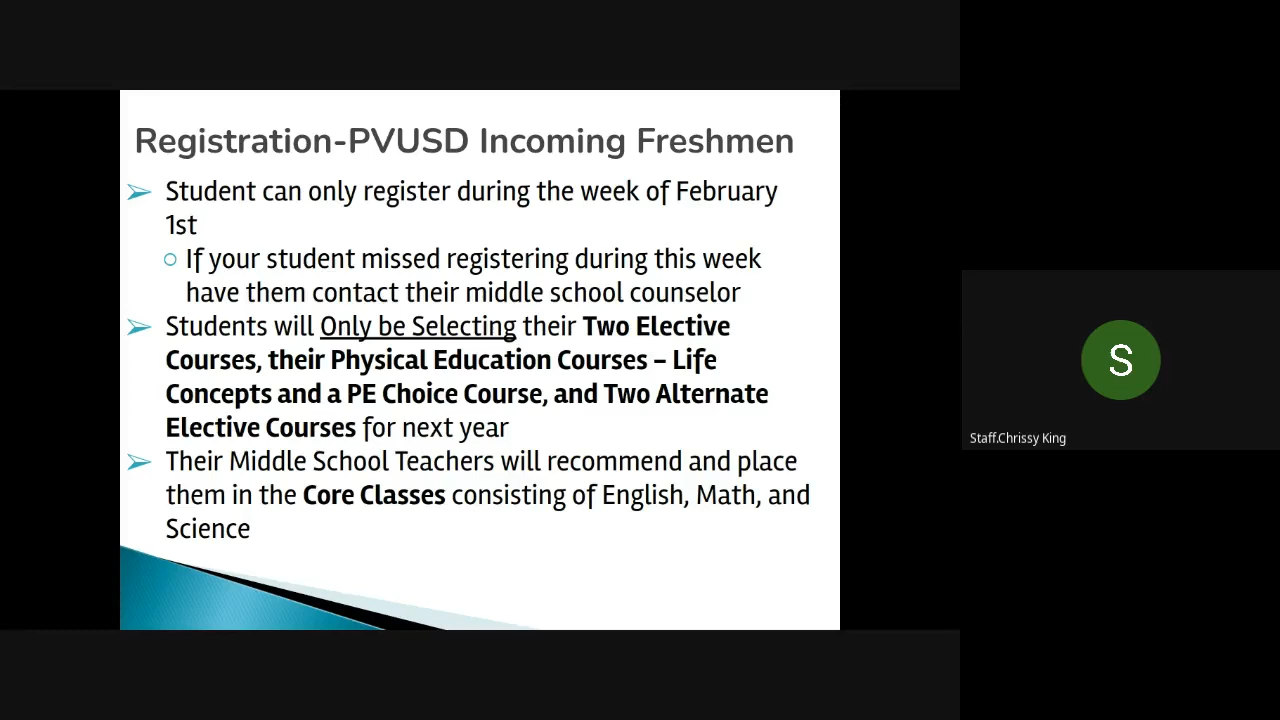 Registration-PVUSD Incoming Freshmen
➢ Student can only register during the week of February
1st
○ If your student missed registering during this week
have them contact their middle school counselor
➢ Students will Only be Selecting their Two Elective
Courses, their Physical Education Courses – Life
Concepts and a PE Choice Course, and Two Alternate
Elective Courses for next year
➢ Their Middle School Teachers will recommend and place
them in the Core Classes consisting of English, Math, and
Science
S
Staff.Chrissy King